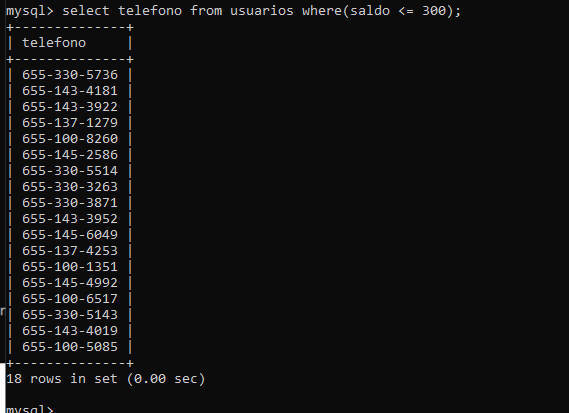 mysql> select telefono from usuarios where(saldo <= 300);
+--------------+
| telefono     |
+--------------+
| 655-330-5736 |
| 655-143-4181 |
| 655-143-3922 |
| 655-137-1279 |
| 655-100-8260 |
| 655-145-2586 |
| 655-330-5514 |
| 655-330-3263 |
| 655-330-3871 |
| 655-143-3952 |
| 655-145-6049 |
| 655-137-4253 |
| 655-100-1351 |
| 655-145-4992 |
| 655-100-6517 |
| 655-330-5143 |
| 655-143-4019 |
| 655-100-5085 |
+--------------+
18 rows in set (0.00 sec)
mysql>